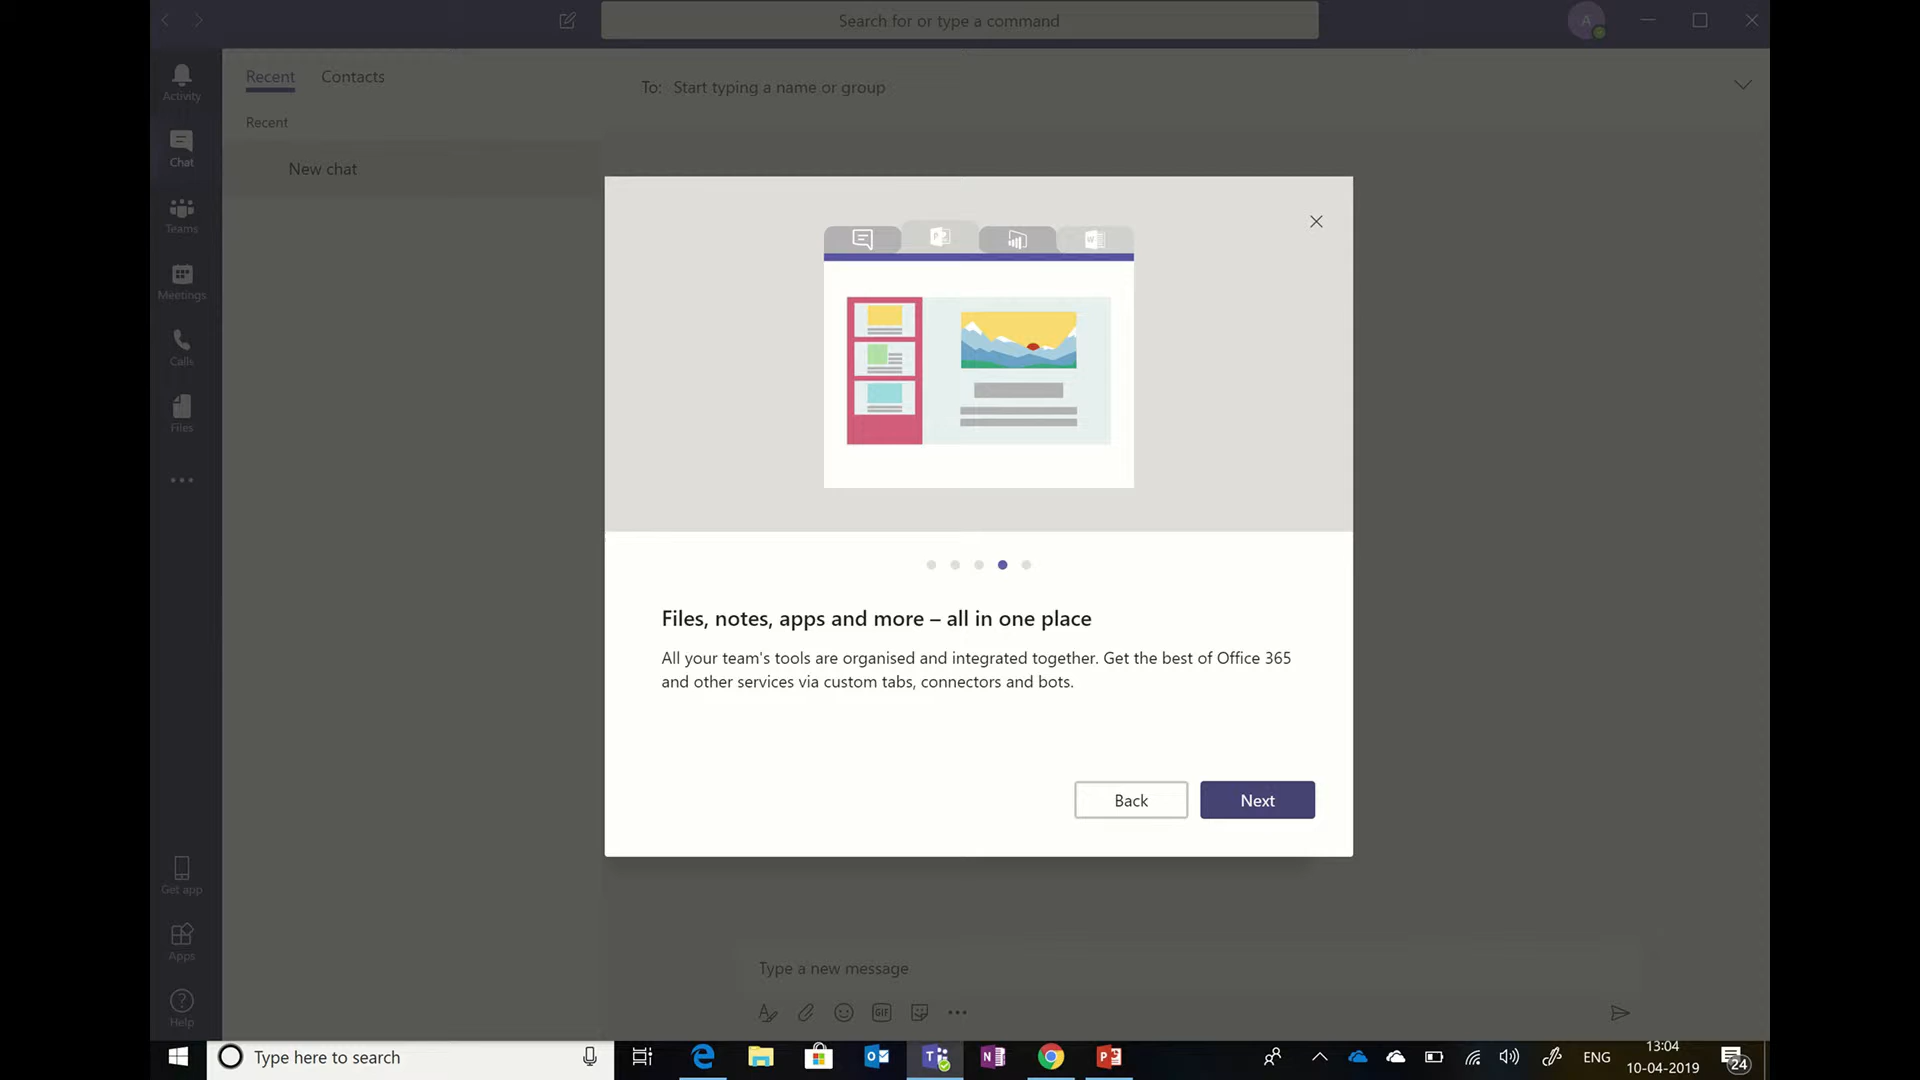 Search for or type a command
A
Activity
Chat
Teams
Meetings
Calls
Files
Get app
Apps
Help
Recent
Contacts
Recent
New chat
To: Start typing a name or group
Files, notes, apps and more – all in one place
All your team's tools are organised and integrated together. Get the best of Office 365
and other services via custom tabs, connectors and bots.
Back
Next
Type a new message
GIF
Type here to search
ENG
13:04
10-04-2019
24